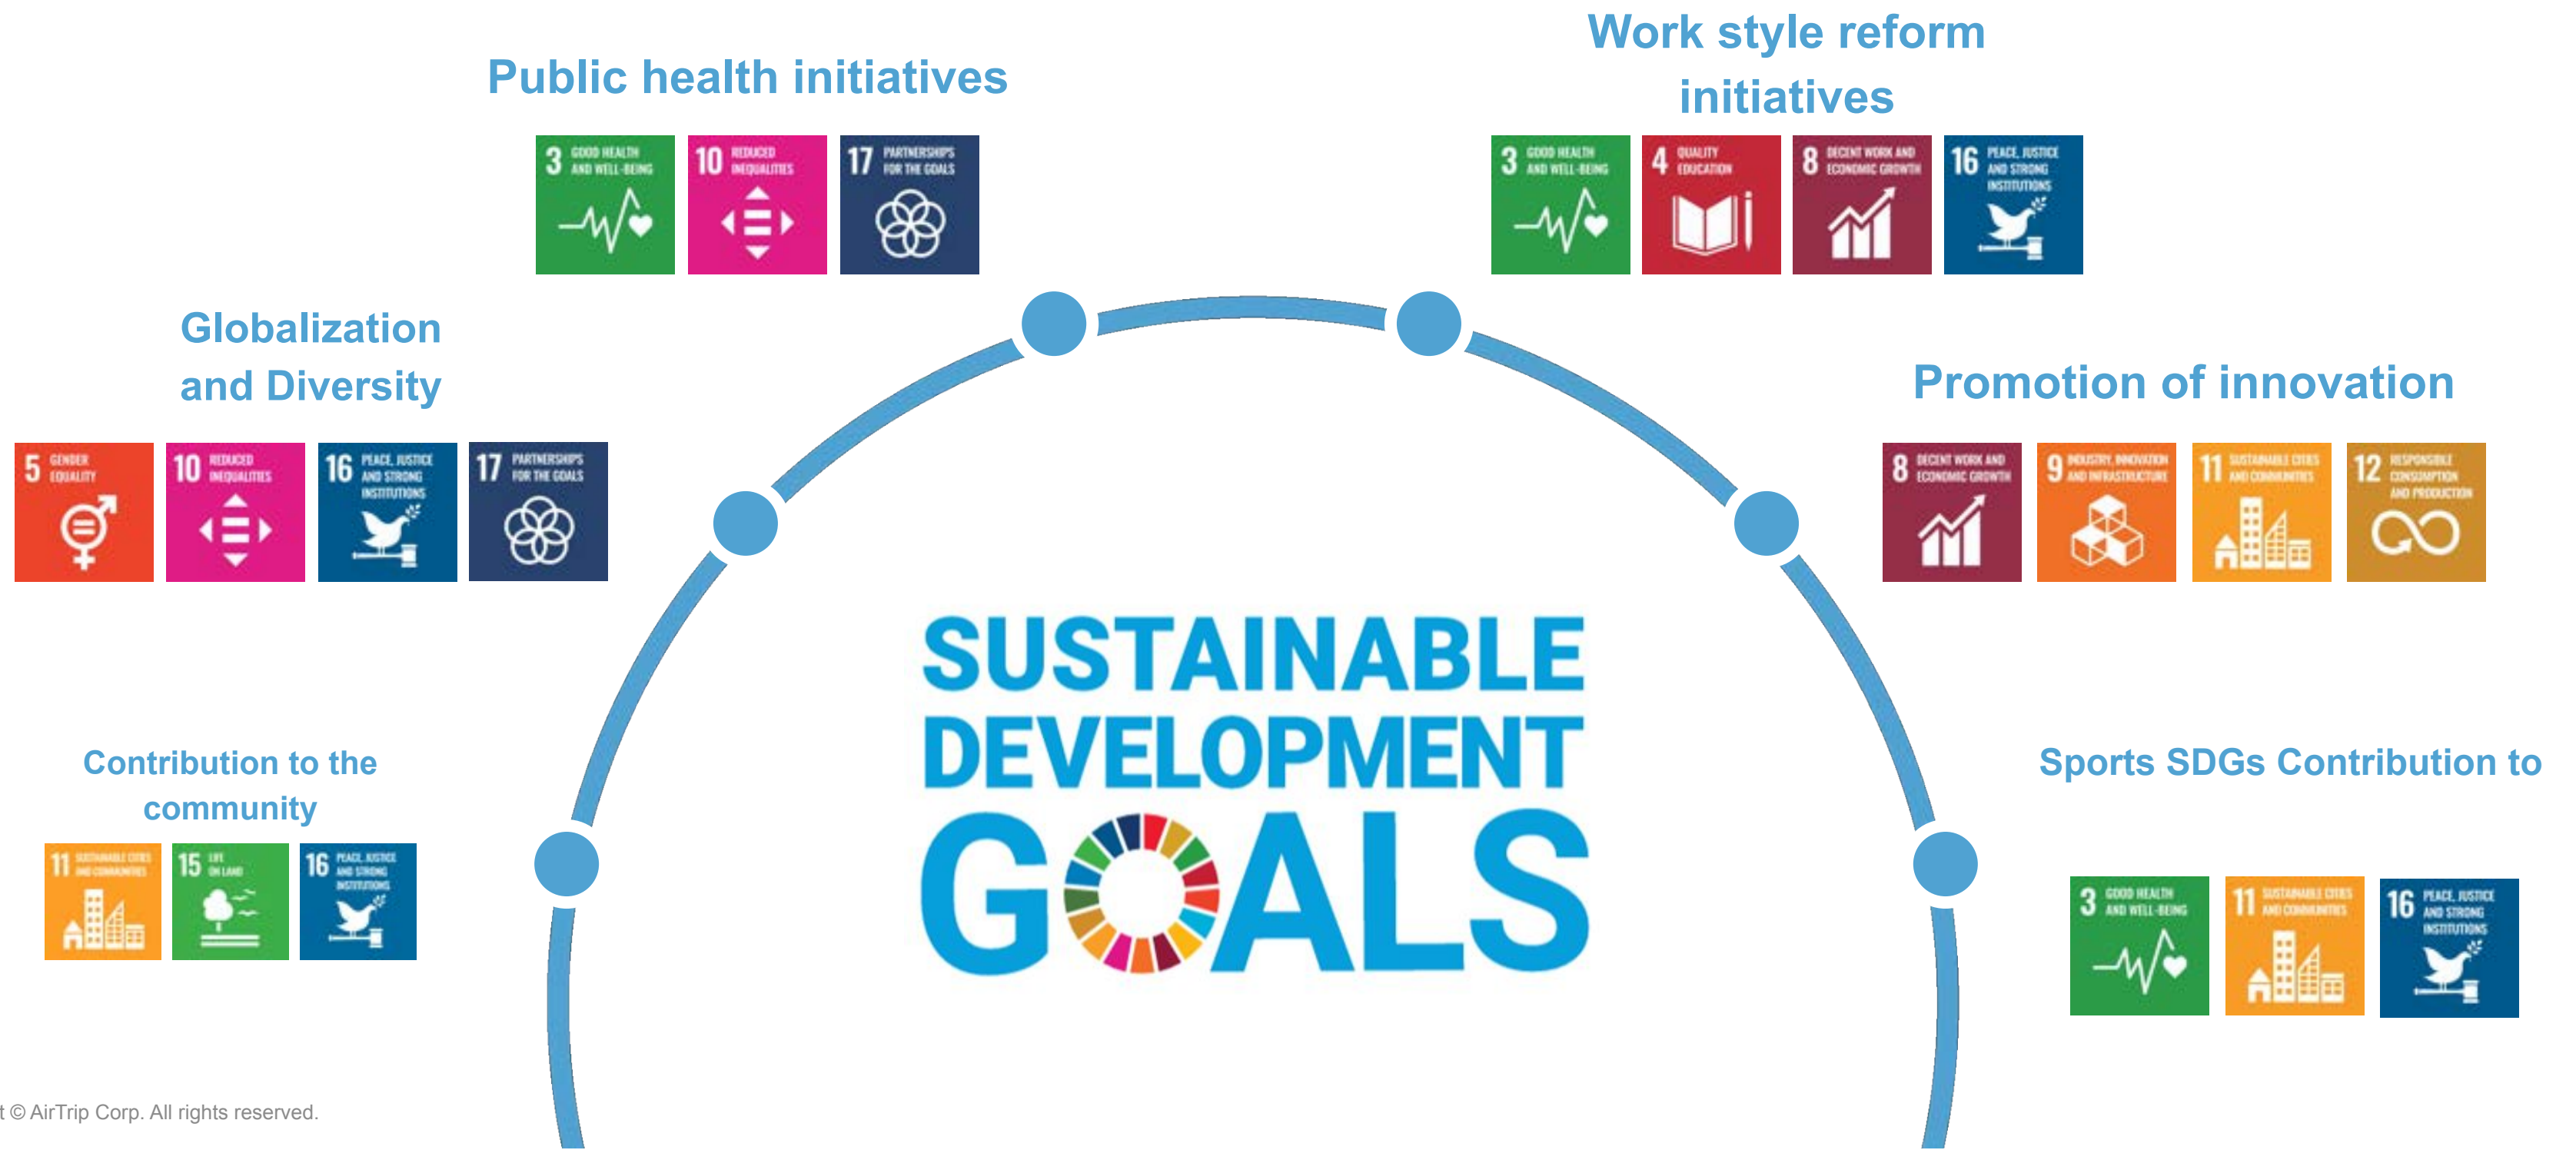 Work style reform
initiatives
Public health initiatives
3 GOOD HEALTH
AND WELL-BEING
10 REDUCED
INEQUALITIES
17 PARTNERSHIPS
FOR THE GOALS
3 GOOD HEALTH
AND WELL-BEING
4 QUALITY
EDUCATION
8 DECENT WORK AND
ECONOMIC GROWTH
16 PEACE, JUSTICE
AND STRONG
INSTITUTIONS
Globalization
and Diversity
5 GENDER
EQUALITY
10 REDUCED
INEQUALITIES
16 PEACE, JUSTICE
AND STRONG
INSTITUTIONS
17 PARTNERSHIPS
FOR THE GOALS
Promotion of innovation
8 DECENT WORK AND
ECONOMIC GROWTH
9 INDUSTRY, INNOVATION
AND INFRASTRUCTURE
11 SUSTAINABLE CITIES
AND COMMUNITIES
12 RESPONSIBLE
CONSUMPTION
AND PRODUCTION
SUSTAINABLE
DEVELOPMENT
GOALS
Contribution to the
community
11 SUSTAINABLE CITIES
AND COMMUNITIES
15 LIFE
ON LAND
16 PEACE, JUSTICE
AND STRONG
INSTITUTIONS
Sports SDGs Contribution to
3 GOOD HEALTH
AND WELL-BEING
11 SUSTAINABLE CITIES
AND COMMUNITIES
16 PEACE, JUSTICE
AND STRONG
INSTITUTIONS
t © AirTrip Corp. All rights reserved.